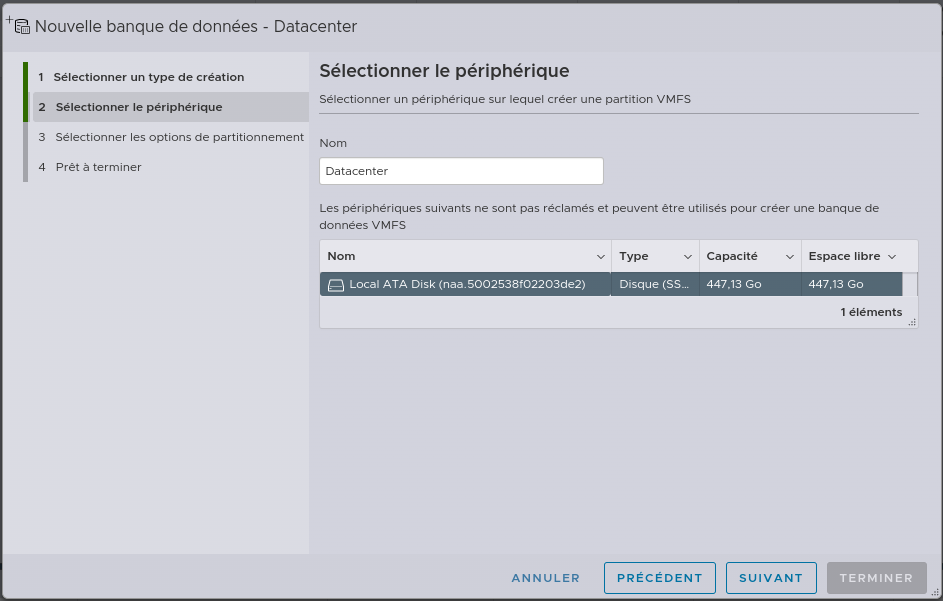 Nouvelle banque de données - Datacenter
1 Sélectionner un type de création
2 Sélectionner le périphérique
3 Sélectionner les options de partitionnement
4 Prêt à terminer
Sélectionner le périphérique
Sélectionner un périphérique sur lequel créer une partition VMFS
Nom
Datacenter
Les périphériques suivants ne sont pas réclamés et peuvent être utilisés pour créer une banque de
données VMFS
Nom Type Capacité Espace libre
Local ATA Disk (naa.5002538f02203de2) Disque (SS... 447,13 Go 447,13 Go
1 éléments
ANNULER PRÉCÉDENT SUIVANT TERMINER